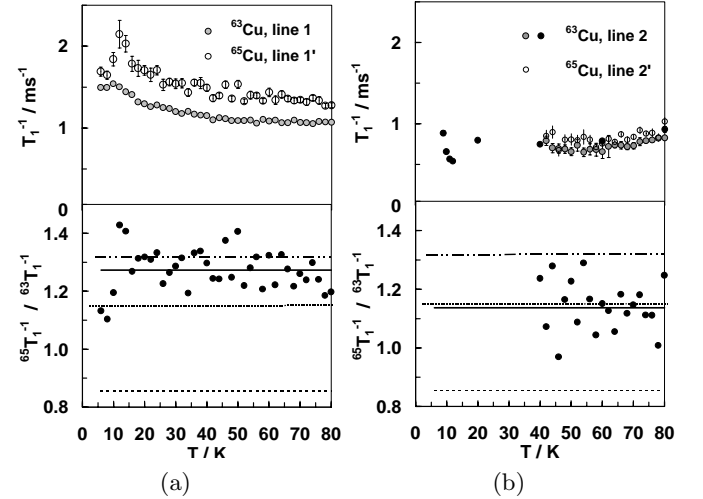 2
1
0
T₁⁻¹ / ms⁻¹
⁶³Cu, line 1
⁶⁵Cu, line 1'
1.4
1.2
1.0
0.8
⁶⁵T₁⁻¹ / ⁶³T₁⁻¹
0 10 20 30 40 50 60 70 80
T / K
(a)
2
1
0
T₁⁻¹ / ms⁻¹
⁶³Cu, line 2
⁶⁵Cu, line 2'
1.4
1.2
1.0
0.8
⁶⁵T₁⁻¹ / ⁶³T₁⁻¹
0 10 20 30 40 50 60 70 80
T / K
(b)